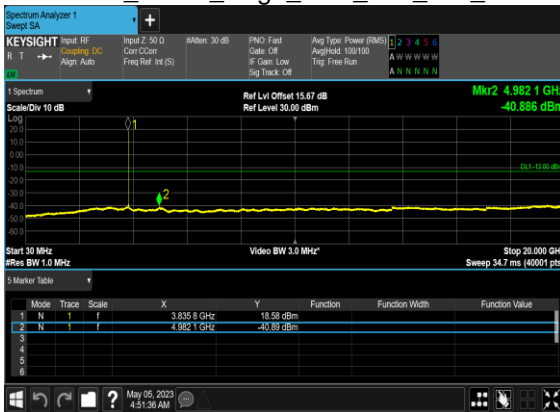 Spectrum Analyzer 1
Swept SA
+
KEYSIGHT Input: RF Input Z: 50 Ω #Atten: 30 dB PNO: Fast Avg Type: Power (RMS) 1 2 3 4 5 6
R T Coupling: DC Corr CCorr Gate: Off Avg|Hold: 100/100 A W W W W W
Align: Auto Freq Ref: Int (S) IF Gain: Low Trig: Free Run
Sig Track: Off A N N N N N
1 Spectrum
Ref Lvl Offset 15.67 dB Mkr2 4.982 1 GHz
Scale/Div 10 dB Ref Level 30.00 dBm -40.886 dBm
Log
20.0
10.0
0.00
-10.0
DL1 -13.00 dBm
-20.0
-30.0
-40.0
-50.0
-60.0
1
2
Start 30 MHz Video BW 3.0 MHz* Stop 20.000 GH
#Res BW 1.0 MHz Sweep 34.7 ms (40001 pts
5 Marker Table
Mode Trace Scale X Y Function Function Width Function Value
1 N 1 f 3.835 8 GHz 18.58 dBm
2 N 1 f 4.982 1 GHz -40.89 dBm
3
4
5
6
? May 05, 2023
4:51:36 AM